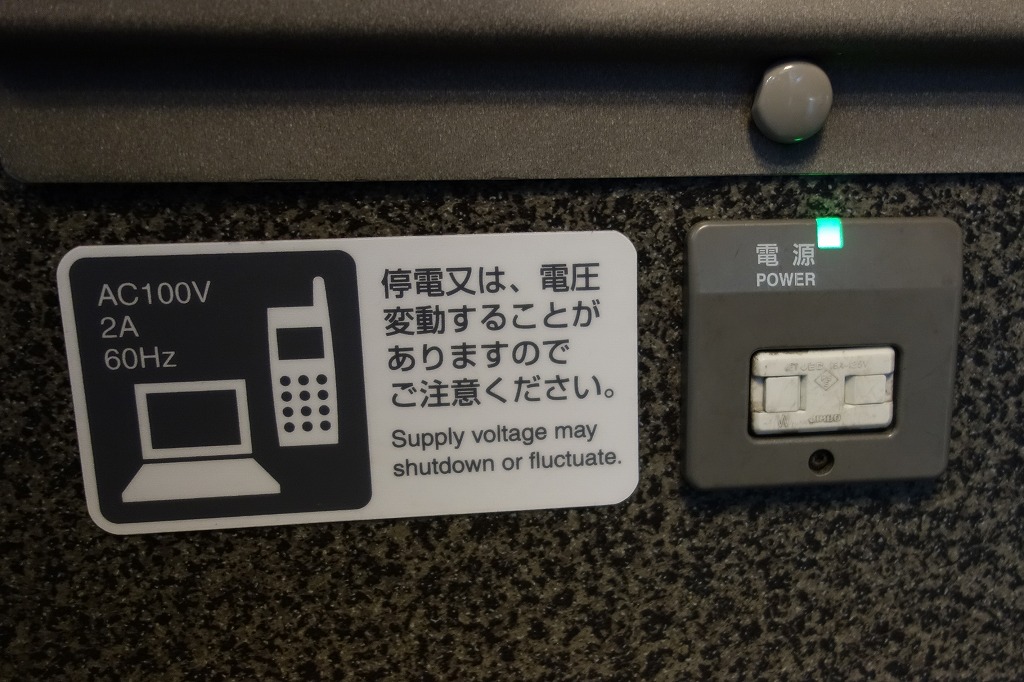 AC100V
2A
60Hz
停電又は、電圧
変動することが
ありますので
ご注意ください。
Supply voltage may
shutdown or fluctuate.
電源
POWER